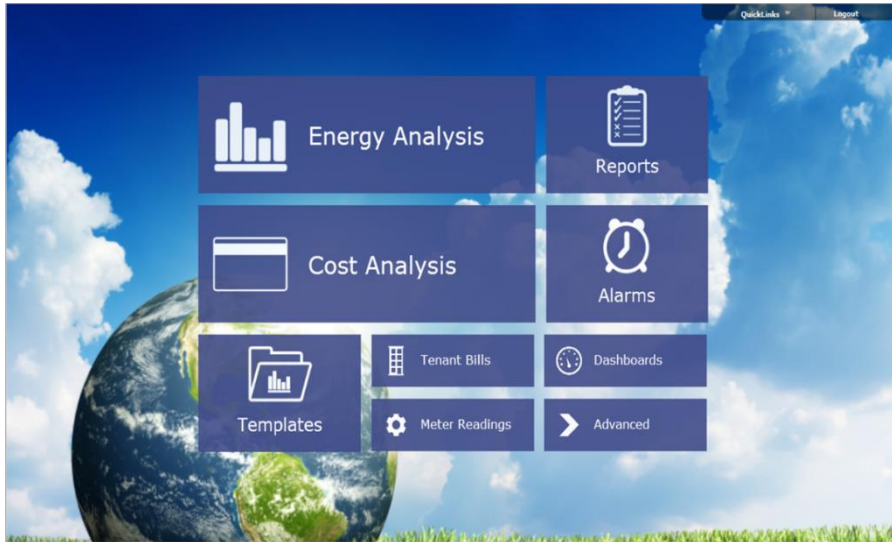 QuickLinks
Logout
Energy Analysis
Reports
Cost Analysis
Alarms
Templates
Tenant Bills
Dashboards
Meter Readings
Advanced